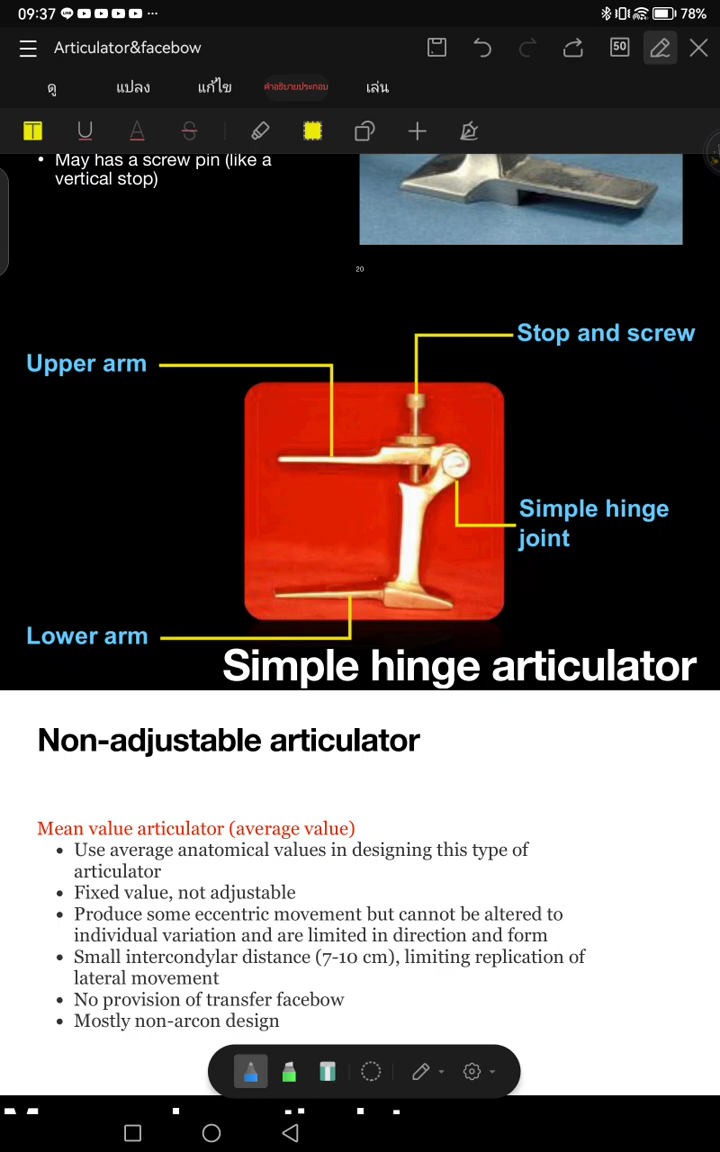 09:37
78%
Articulator&facebow
50
ดู
แปลง
แก้ไข
คำอธิบายประกอบ
เล่น
T
U
A
S
• May has a screw pin (like a
vertical stop)
20
Stop and screw
Upper arm
Simple hinge
joint
Lower arm
Simple hinge articulator
Non-adjustable articulator
Mean value articulator (average value)
• Use average anatomical values in designing this type of
articulator
• Fixed value, not adjustable
• Produce some eccentric movement but cannot be altered to
individual variation and are limited in direction and form
• Small intercondylar distance (7-10 cm), limiting replication of
lateral movement
• No provision of transfer facebow
• Mostly non-arcon design